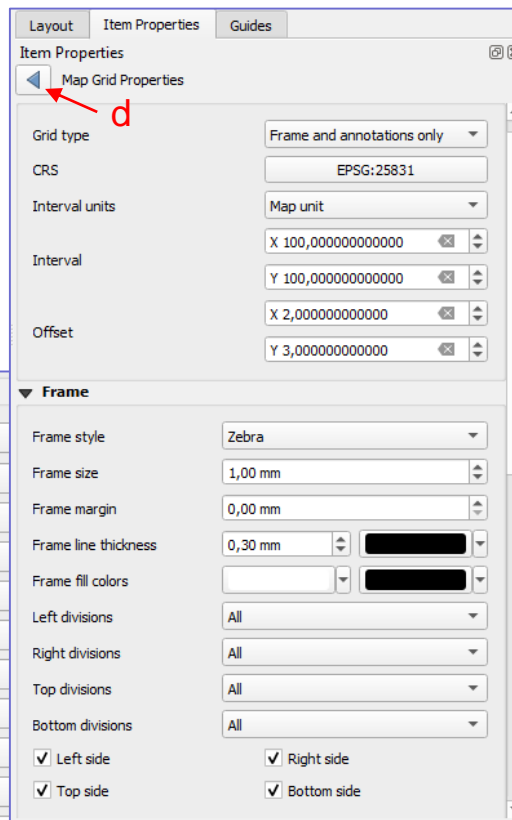 Layout Item Properties Guides
Item Properties
Map Grid Properties
d
Grid type Frame and annotations only
CRS EPSG:25831
Interval units Map unit
X 100,000000000000
Interval
Y 100,000000000000
X 2,000000000000
Offset
Y 3,000000000000
Frame
Frame style Zebra
Frame size 1,00 mm
Frame margin 0,00 mm
Frame line thickness 0,30 mm
Frame fill colors
Left divisions All
Right divisions All
Top divisions All
Bottom divisions All
Left side Right side
Top side Bottom side